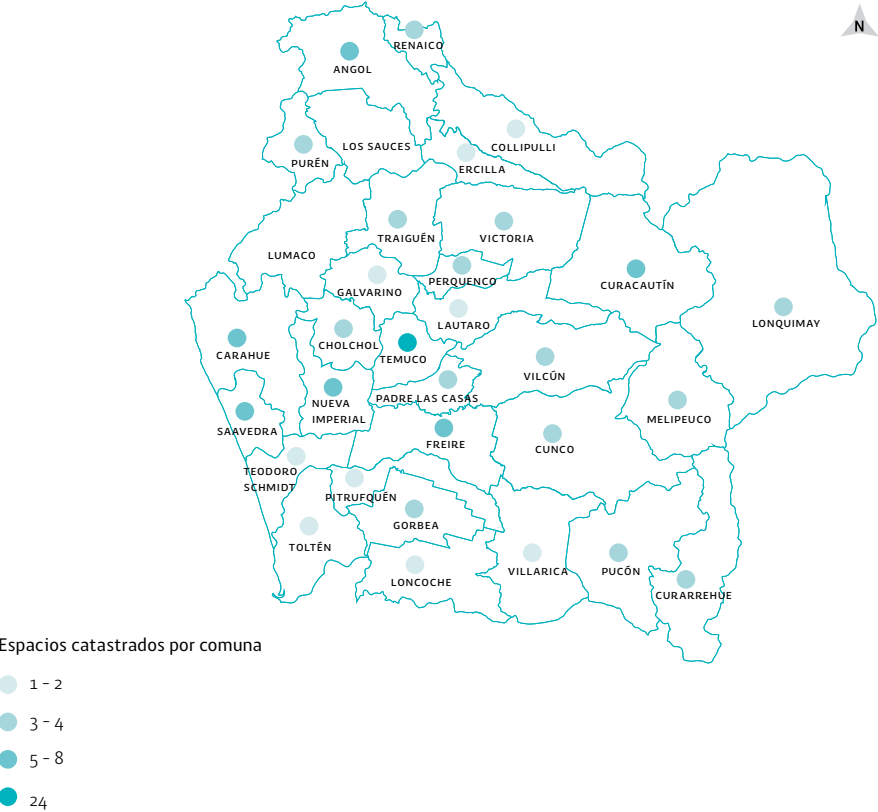 N
RENAICO
ANGOL
COLLIPULLI
LOS SAUCES
PURÉN
ERCILLA
TRAIGUÉN
VICTORIA
LUMACO
PERQUENCO
CURACAUTÍN
GALVARINO
LONQUIMAY
LAUTARO
CHOLCHOL
CARAHUE
TEMUCO
VILCÚN
PADRE LAS CASAS
NUEVA
IMPERIAL
MELIPEUCO
SAAVEDRA
FREIRE
CUNCO
TEODORO
SCHMIDT
PITRUFQUÉN
GORBEA
TOLTÉN
VILLARICA
PUCÓN
LONCOCHE
CURARREHUE
Espacios catastrados por comuna
1 - 2
3 - 4
5 - 8
24